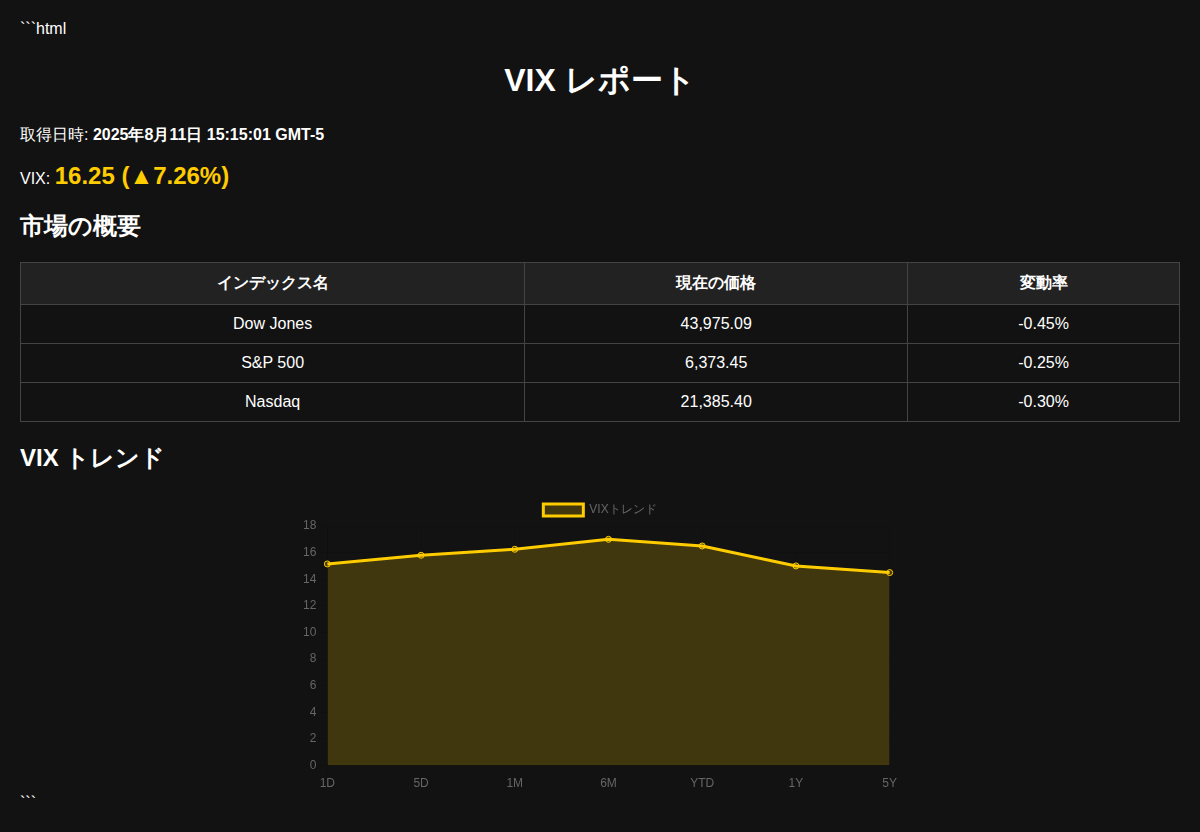 ```html
VIX レポート
取得日時: 2025年8月11日 15:15:01 GMT-5
VIX: 16.25 (▲7.26%)
市場の概要
インデックス名 現在の価格 変動率
Dow Jones 43,975.09 -0.45%
S&P 500 6,373.45 -0.25%
Nasdaq 21,385.40 -0.30%
VIX トレンド
VIXトレンド
18
16
14
12
10
8
6
4
2
0
1D 5D 1M 6M YTD 1Y 5Y
```